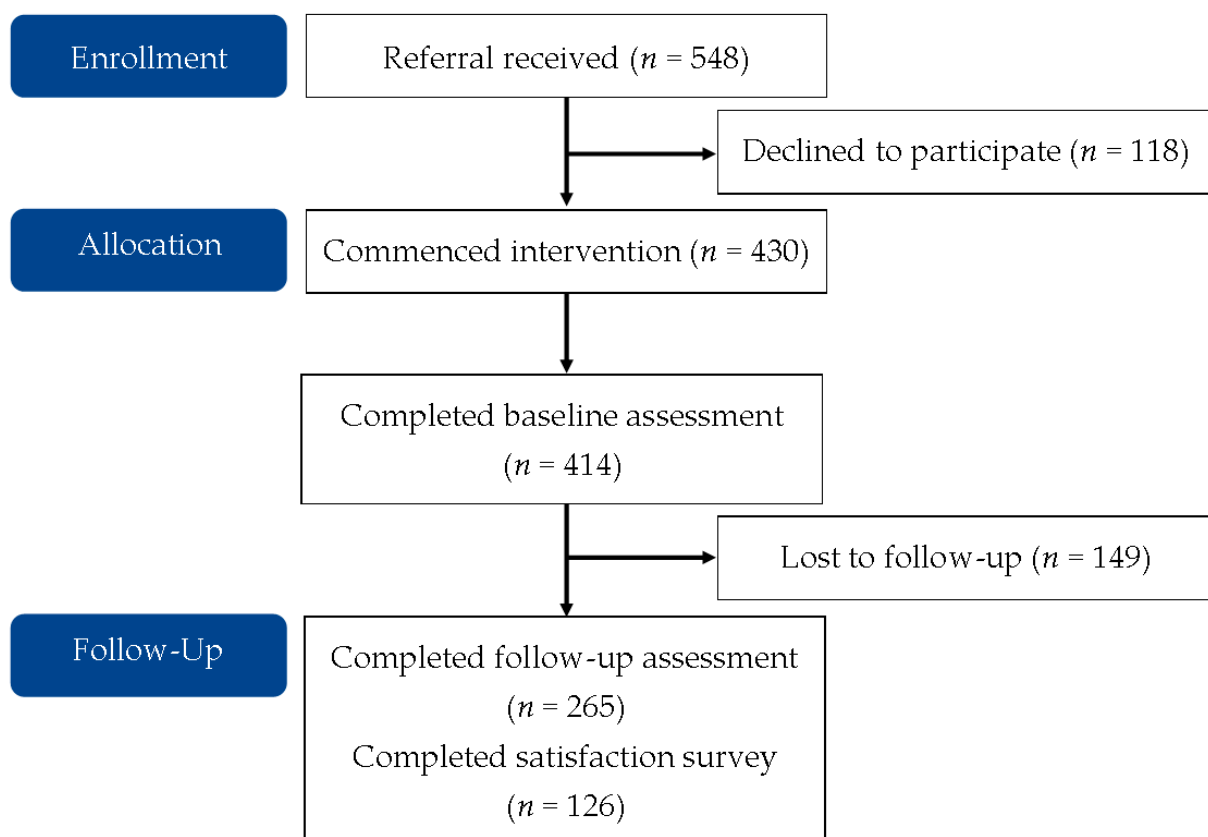 Enrollment
Referral received (n = 548)
Declined to participate (n = 118)
Allocation
Commenced intervention (n = 430)
Completed baseline assessment
(n = 414)
Lost to follow-up (n = 149)
Follow-Up
Completed follow-up assessment
(n = 265)
Completed satisfaction survey
(n = 126)